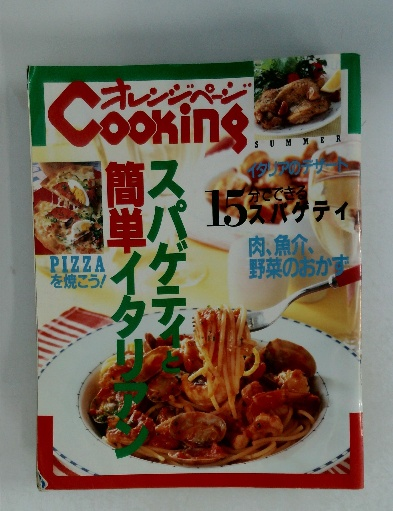 オレンジページ
Cooking
SUMMER
イタリアのデザート
15分でできる
スパゲティ
肉、魚介、
野菜のおかず
スパゲティと
簡単イタリアン
PIZZA
を焼こう!